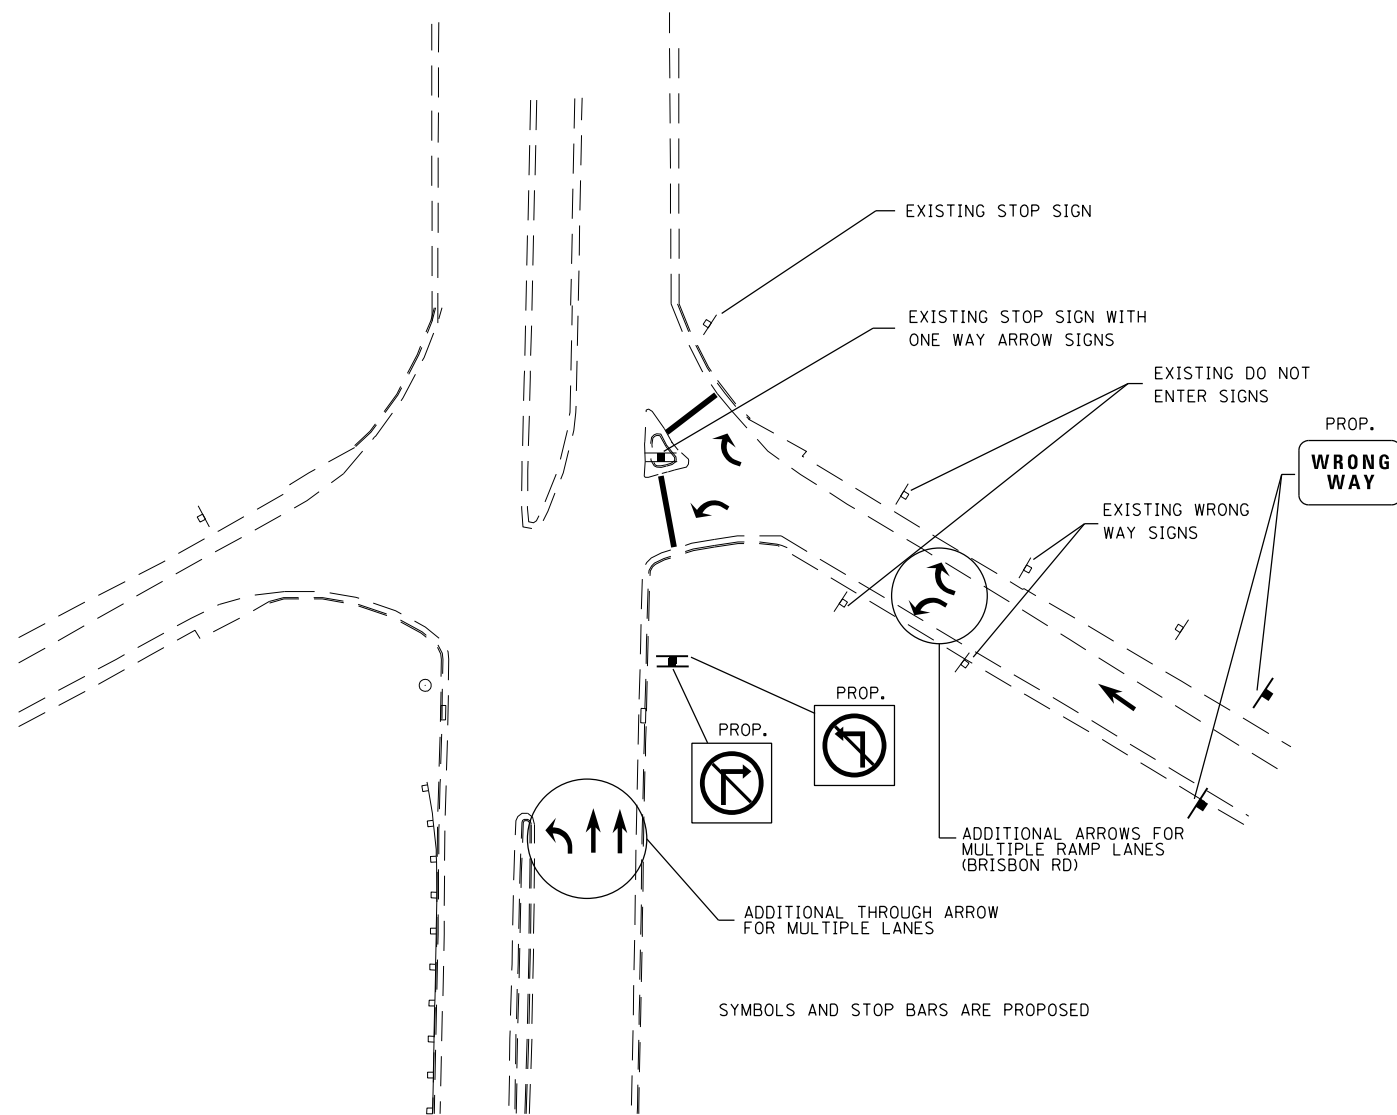 EXISTING STOP SIGN
EXISTING STOP SIGN WITH
ONE WAY ARROW SIGNS
EXISTING DO NOT
ENTER SIGNS
PROP.
WRONG
WAY
EXISTING WRONG
WAY SIGNS
PROP.
PROP.
ADDITIONAL ARROWS FOR
MULTIPLE RAMP LANES
(BRISBON RD)
ADDITIONAL THROUGH ARROW
FOR MULTIPLE LANES
SYMBOLS AND STOP BARS ARE PROPOSED